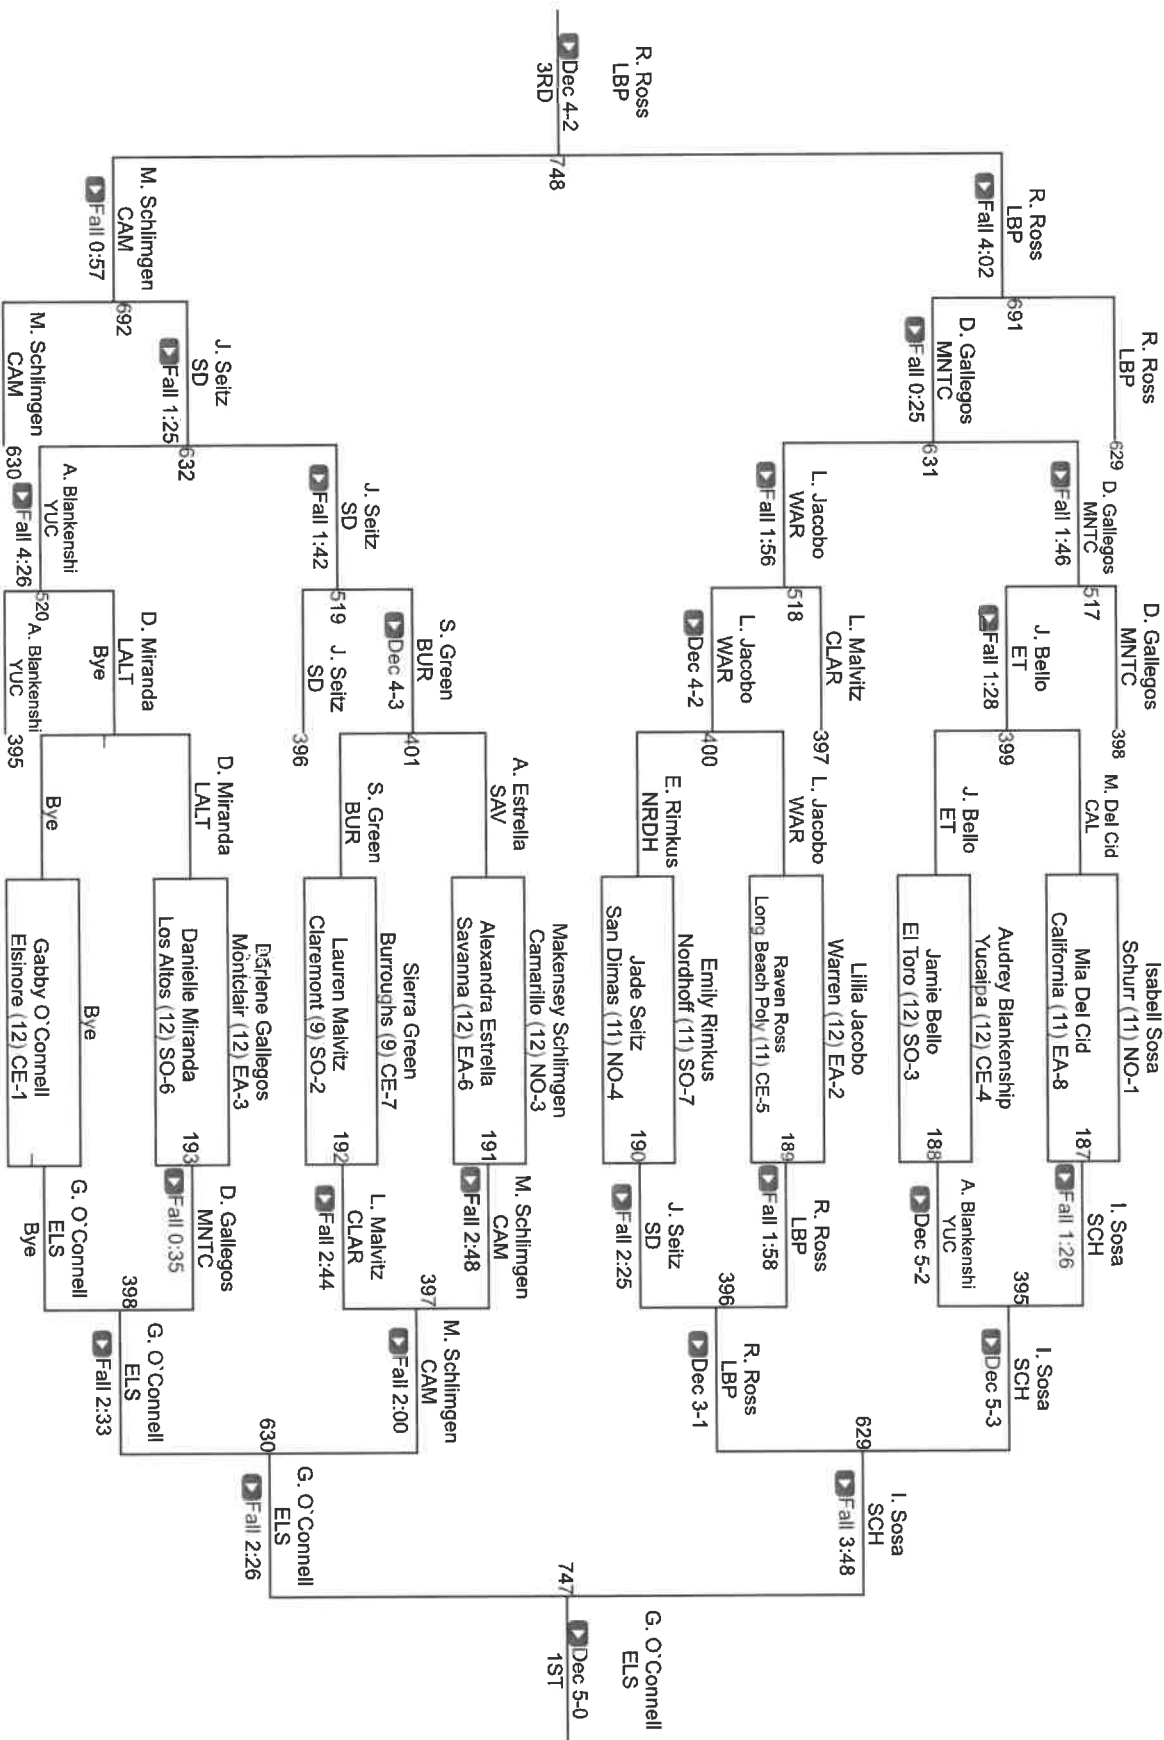 Isabell Sosa
Schurr (11) NO-1
Mia Del Cid
California (11) EA-8
187
Audrey Blankenship
Yucaipa (12) CE-4
Jamie Bello
El Toro (12) SO-3
188
Lillia Jacobo
Warren (12) EA-2
Raven Ross
Long Beach Poly (11) CE-5
189
Emily Rimkus
Nordhoff (11) SO-7
Jade Seitz
San Dimas (11) NO-4
190
Makensey Schlimgen
Camarillo (12) NO-3
Alexandra Estrella
Savanna (12) EA-6
191
Sierra Green
Burroughs (9) CE-7
Lauren Malvitz
Claremont (9) SO-2
192
Darlene Gallegos
Montclair (12) EA-3
Danielle Miranda
Los Altos (12) SO-6
193
Bye
Gabby O'Connell
Elsinore (12) CE-1
I. Sosa
SCH
Fall 1:26
A. Blankenshi
YUC
Dec 5-2
395
R. Ross
LBP
Fall 1:58
J. Seitz
SD
Fall 2:25
396
M. Schlimgen
CAM
Fall 2:48
L. Malvitz
CLAR
Fall 2:44
397
D. Gallegos
MNTC
Fall 0:35
G. O`Connell
ELS
Bye
398
I. Sosa
SCH
Dec 5-3
R. Ross
LBP
Dec 3-1
629
M. Schlimgen
CAM
Fall 2:00
G. O`Connell
ELS
Fall 2:33
630
I. Sosa
SCH
Fall 3:48
G. O`Connell
ELS
Fall 2:26
747
G. O`Connell
ELS
Dec 5-0
1ST
M. Del Cid
CAL
J. Bello
ET
399
L. Jacobo
WAR
E. Rimkus
NRDH
400
A. Estrella
SAV
S. Green
BUR
401
D. Miranda
LALT
Bye
D. Gallegos
MNTC
398
J. Bello
ET
Fall 1:28
517
L. Malvitz
CLAR
397
L. Jacobo
WAR
Dec 4-2
518
S. Green
BUR
Dec 4-3
J. Seitz
SD
396
519
D. Miranda
LALT
Bye
A. Blankenshi
YUC
395
520
D. Gallegos
MNTC
Fall 1:46
L. Jacobo
WAR
Fall 1:56
631
J. Seitz
SD
Fall 1:42
A. Blankenshi
YUC
Fall 4:26
632
R. Ross
LBP
629
D. Gallegos
MNTC
Fall 0:25
691
J. Seitz
SD
Fall 1:25
M. Schlimgen
CAM
630
692
R. Ross
LBP
Fall 4:02
M. Schlimgen
CAM
Fall 0:57
748
R. Ross
LBP
Dec 4-2
3RD